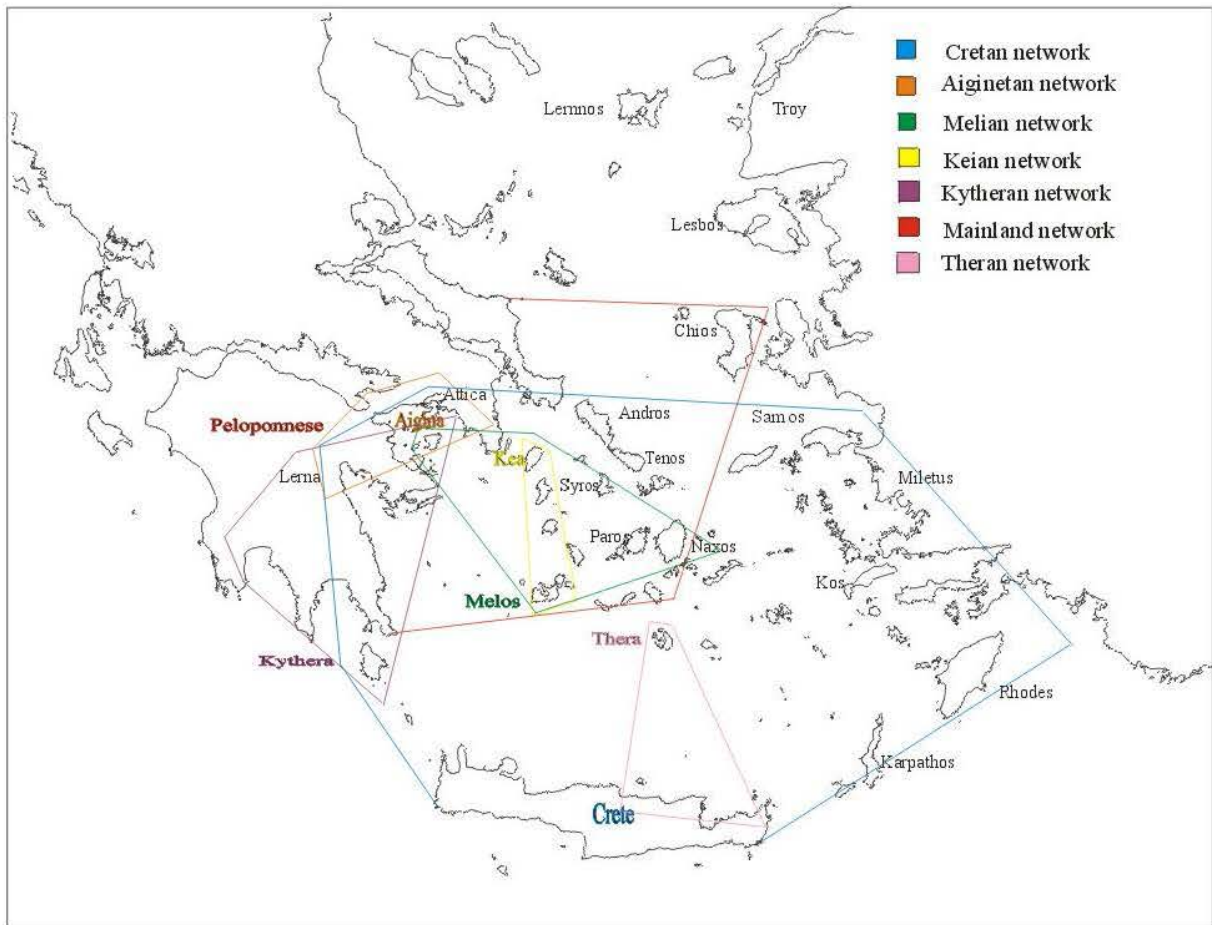 Cretan network
Aiginetan network
Melian network
Keian network
Kytheran network
Mainland network
Theran network
Lemnos
Troy
Lesbos
Chios
Attica
Andros
Samos
Peloponnese
Aigina
Kea
Tenos
Lerna
Syros
Miletus
Paros
Naxos
Kos
Melos
Thera
Kythera
Rhodes
Karpathos
Crete